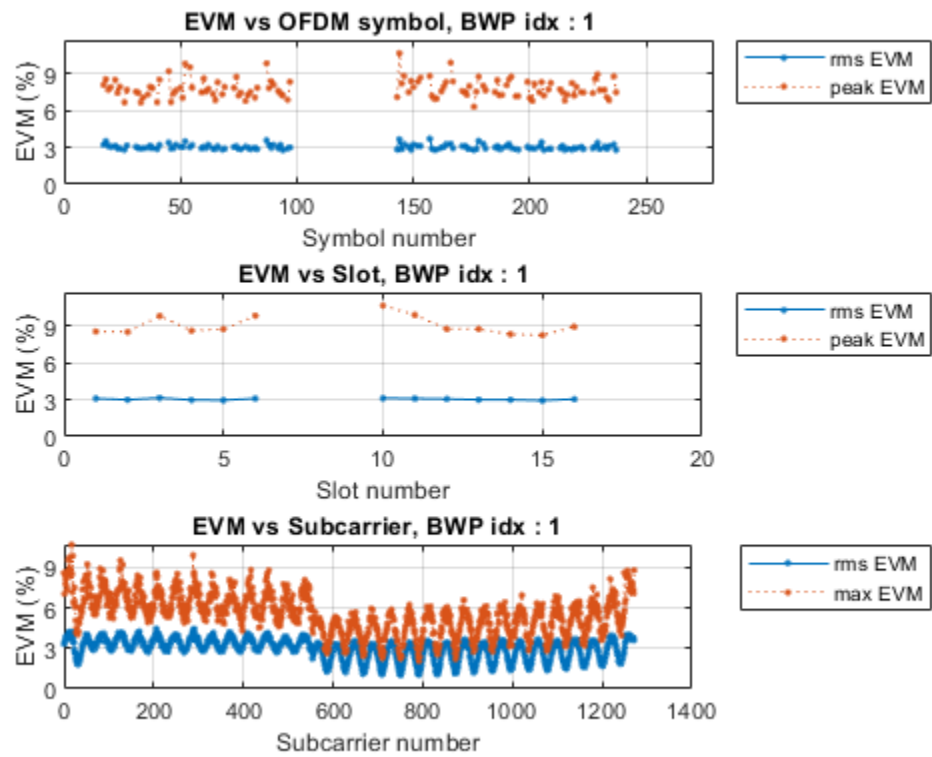 EVM vs OFDM symbol, BWP idx : 1
EVM (%)
9
6
3
0
0 50 100 150 200 250
Symbol number
rms EVM
peak EVM
EVM vs Slot, BWP idx : 1
EVM (%)
9
6
3
0
0 5 10 15 20
Slot number
rms EVM
peak EVM
EVM vs Subcarrier, BWP idx : 1
EVM (%)
9
6
3
0
0 200 400 600 800 1000 1200 1400
Subcarrier number
rms EVM
max EVM